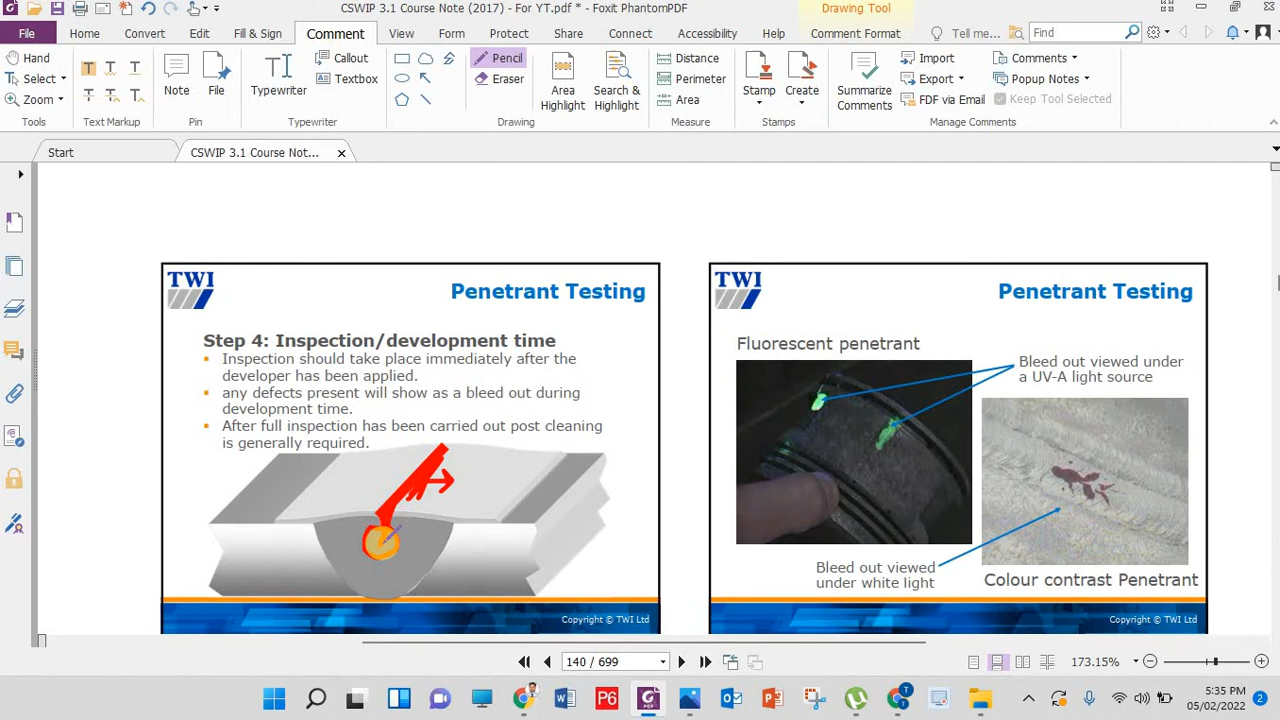 CSWIP 3.1 Course Note (2017) - For YT.pdf * - Foxit PhantomPDF
Drawing Tool
File
Home
Convert
Edit
Fill & Sign
Comment
View
Form
Protect
Share
Connect
Accessibility
Help
Comment Format
Tell me...
Find
Hand
Select
Zoom
Tools
Text Markup
Note
File
Pin
Typewriter
Callout
Textbox
Typewriter
Pencil
Eraser
Area
Highlight
Search &
Highlight
Drawing
Distance
Perimeter
Area
Measure
Stamp
Create
Stamps
Summarize
Comments
Import
Export
FDF via Email
Comments
Popup Notes
Keep Tool Selected
Manage Comments
Start
CSWIP 3.1 Course Not...
TWI
Penetrant Testing
Step 4: Inspection/development time
Inspection should take place immediately after the
developer has been applied.
any defects present will show as a bleed out during
development time.
After full inspection has been carried out post cleaning
is generally required.
Copyright © TWI Ltd
TWI
Penetrant Testing
Fluorescent penetrant
Bleed out viewed under
a UV-A light source
Bleed out viewed
under white light
Colour contrast Penetrant
Copyright © TWI Ltd
140 / 699
173.15%
P6
5:35 PM
05/02/2022
2